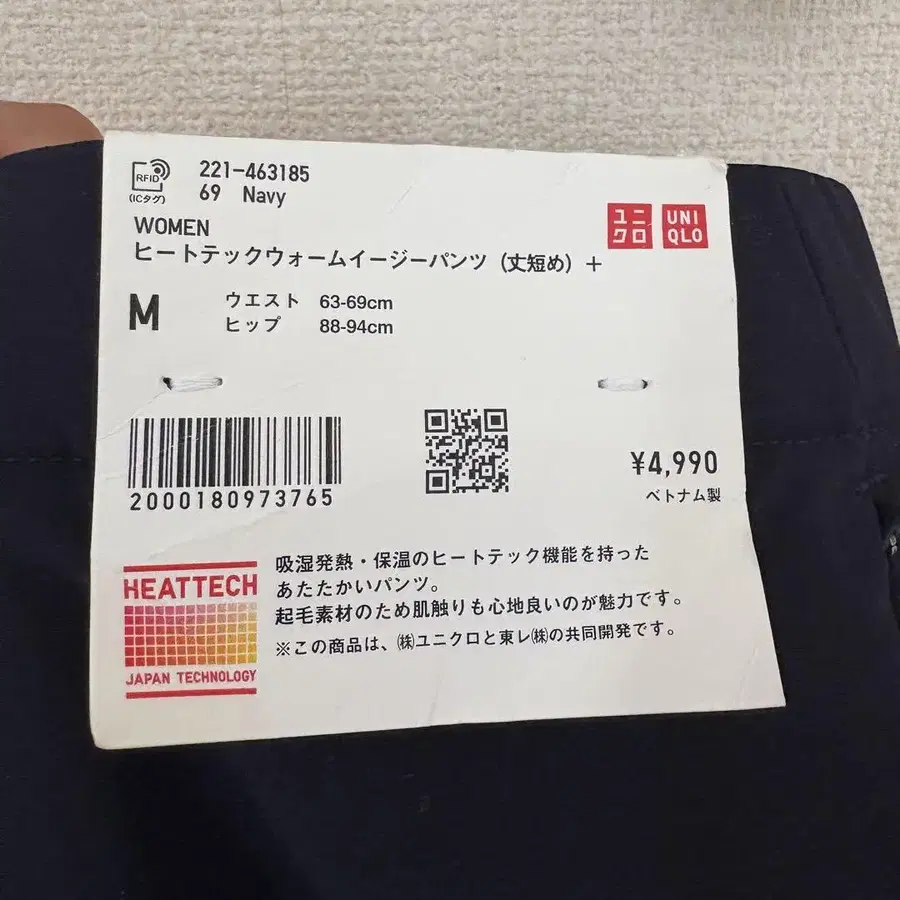 RFID
(ICタグ)
221-463185
69 Navy
WOMEN
ヒートテックウォームイージーパンツ (丈短め) +
ユニ
クロ
UNI
QLO
M
ウエスト 63-69cm
ヒップ 88-94cm
2000180973765
¥4,990
ベトナム製
HEATTECH
JAPAN TECHNOLOGY
吸湿発熱・保温のヒートテック機能を持った
あたたかいパンツ。
起毛素材のため肌触りも心地良いのが魅力です。
※この商品は、㈱ユニクロと東レ㈱の共同開発です。